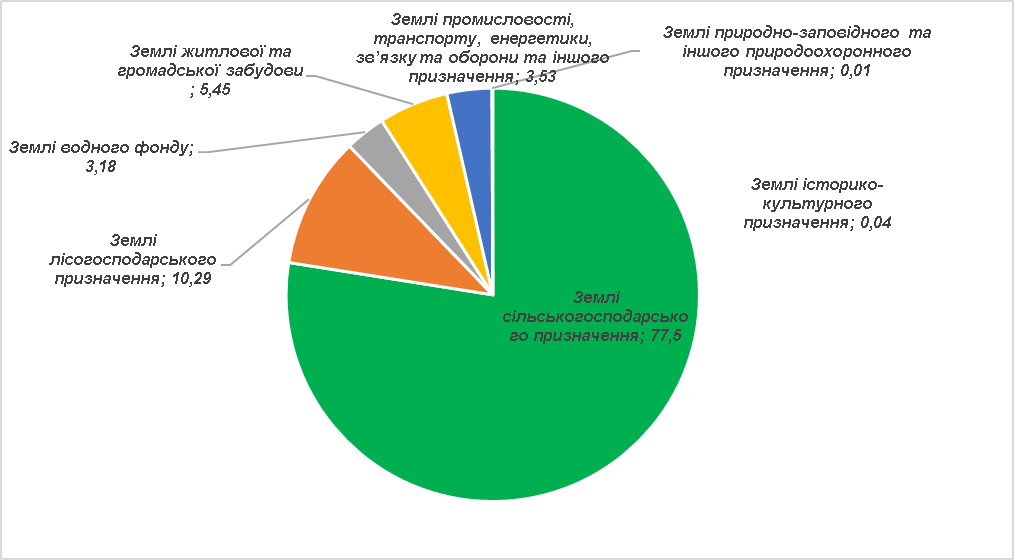 Землі промисловості,
транспорту, енергетики,
зв’язку та оборони та іншого
призначення; 3,53
Землі природно-заповідного та
іншого природоохоронного
призначення; 0,01
Землі житлової та
громадської забудови
; 5,45
Землі водного фонду;
3,18
Землі історико-
культурного
призначення; 0,04
Землі
лісогосподарського
призначення; 10,29
Землі
сільськогосподарсько
го призначення; 77,5